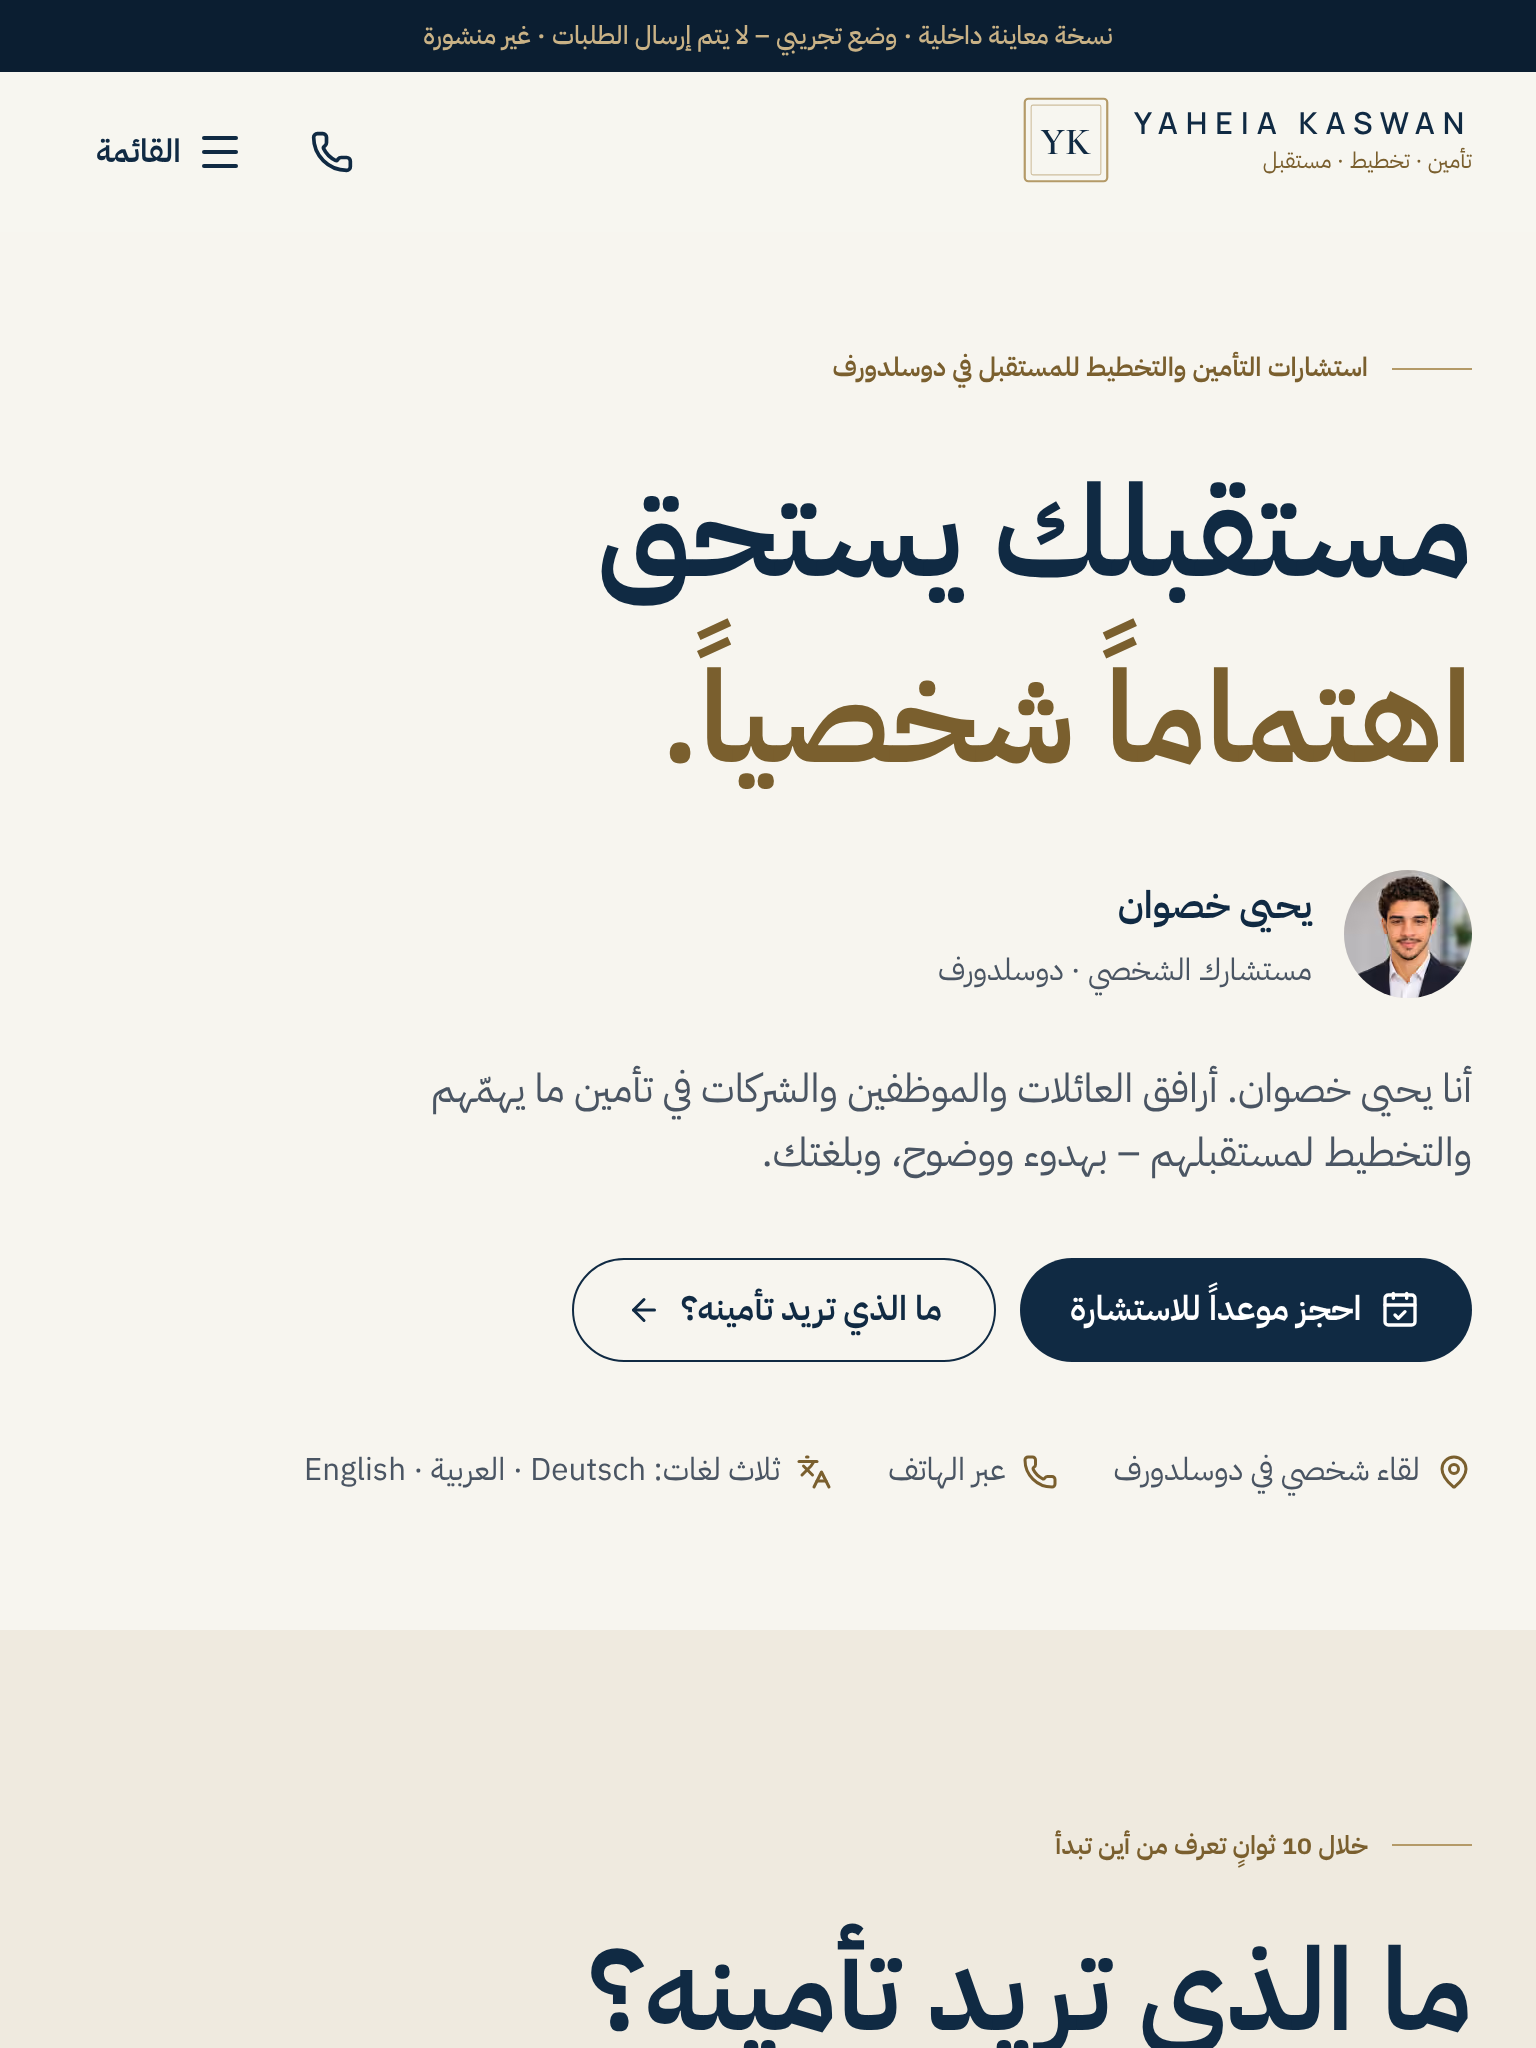 نسخة معاينة داخلية · وضع تجريبي – لا يتم إرسال الطلبات · غير منشورة
YAHEIA KASWAN
تأمين · تخطيط · مستقبل
YK
القائمة
استشارات التأمين والتخطيط للمستقبل في دوسلدورف
مستقبلك يستحق
اهتماماً شخصياً.
يحيى خصوان
مستشارك الشخصي · دوسلدورف
أنا يحيى خصوان. أرافق العائلات والموظفين والشركات في تأمين ما يهمّهم
والتخطيط لمستقبلهم – بهدوء ووضوح، وبلغتك.
احجز موعداً للاستشارة
ما الذي تريد تأمينه؟
لقاء شخصي في دوسلدورف
عبر الهاتف
ثلاث لغات: Deutsch · العربية · English
خلال 10 ثوانٍ تعرف من أين تبدأ
ما الذي تريد تأمينه؟